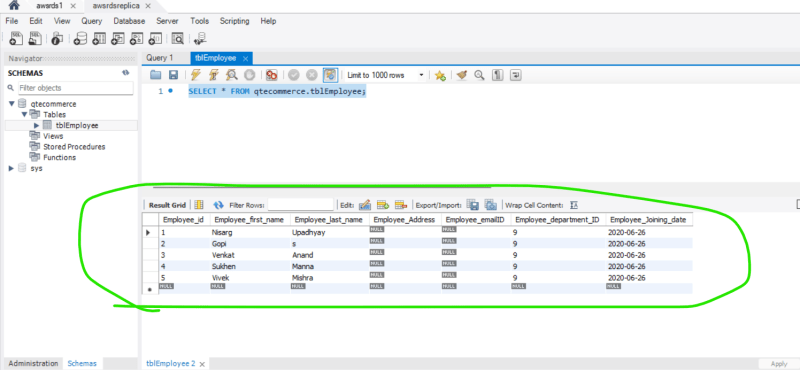 awsrds1 awsrdsreplica
File Edit View Query Database Server Tools Scripting Help
Navigator
SCHEMAS
Filter objects
qtecommerce
Tables
tblEmployee
Views
Stored Procedures
Functions
sys
Administration Schemas
Query 1 tblEmployee
Limit to 1000 rows
1 SELECT * FROM qtecommerce.tblEmployee;
Result Grid Filter Rows: Edit: Export/Import: Wrap Cell Content:
Employee_id Employee_first_name Employee_last_name Employee_Address Employee_emailID Employee_department_ID Employee_Joining_date
1 Nisarg Upadhyay NULL NULL 9 2020-06-26
2 Gopi s NULL NULL 9 2020-06-26
3 Venkat Anand NULL NULL 9 2020-06-26
4 Sukhen Manna NULL NULL 9 2020-06-26
5 Vivek Mishra NULL NULL 9 2020-06-26
NULL NULL NULL NULL NULL NULL NULL
tblEmployee 2
Apply